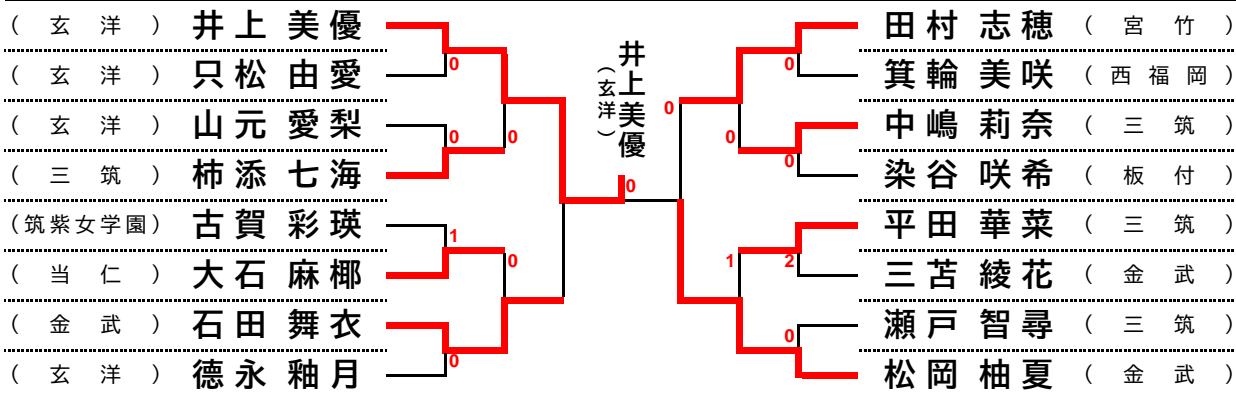 (玄洋) 井上 美優
0
(玄洋) 只松 由愛
(玄洋) 山元 愛梨
0 0
(三筑) 柿添 七海
(筑紫女学園) 古賀 彩瑛
1
(当仁) 大石 麻椰
0
(金武) 石田 舞衣
0
(玄洋) 德永 釉月
井上美優
(玄洋)
0
0
田村 志穂 (宮竹)
0
箕輪 美咲 (西福岡)
中嶋 莉奈 (三筑)
0 0
染谷 咲希 (板付)
平田 華菜 (三筑)
1 2
三苫 綾花 (金武)
瀬戸 智尋 (三筑)
0
松岡 柚夏 (金武)